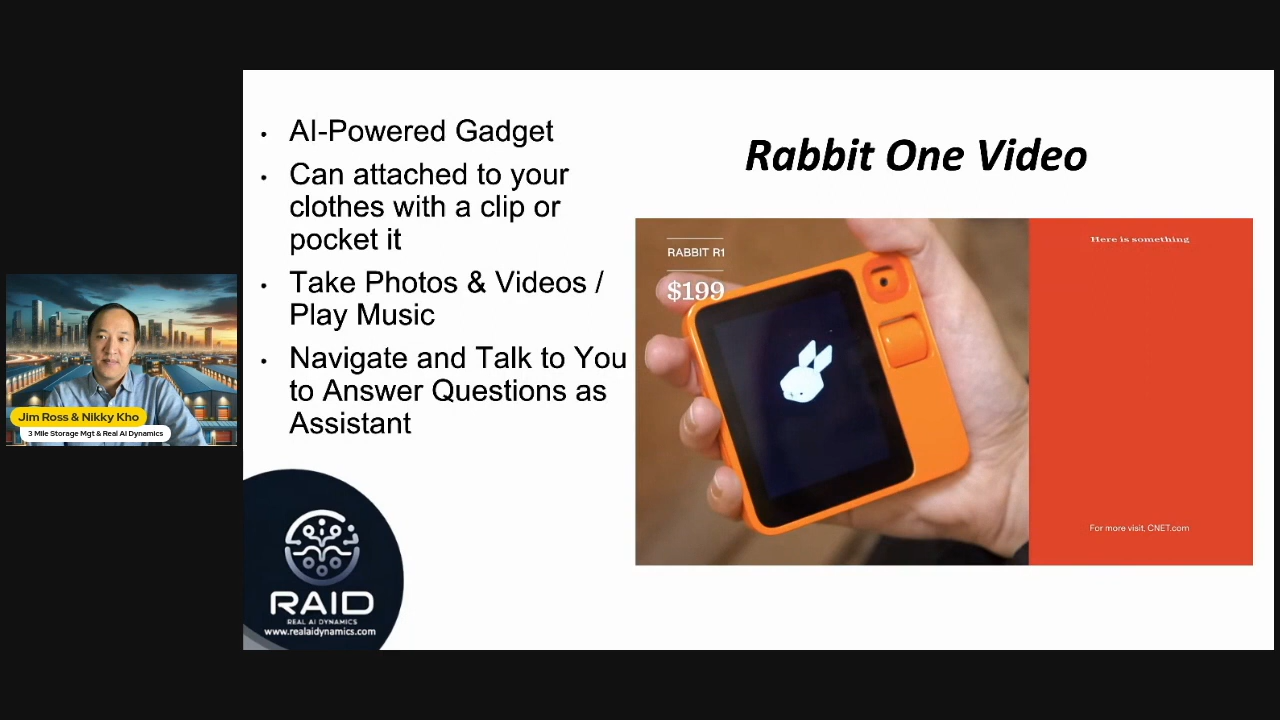 AI-Powered Gadget
Can attached to your
clothes with a clip or
pocket it
Take Photos & Videos /
Play Music
Navigate and Talk to You
to Answer Questions as
Assistant
Rabbit One Video
RABBIT R1
$199
Here is something
For more visit, CNET.com
Jim Ross & Nikky Kho
3 Mile Storage Mgt & Real AI Dynamics
RAID
REAL AI DYNAMICS
www.realaidynamics.com